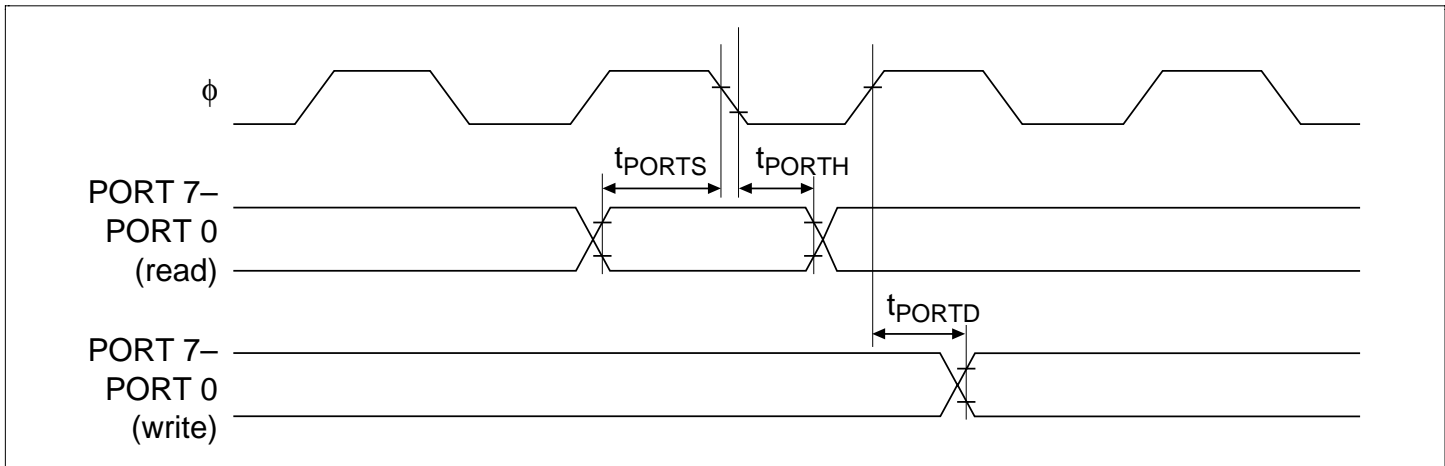 ϕ
tPORTS
tPORTH
PORT 7–
PORT 0
(read)
tPORTD
PORT 7–
PORT 0
(write)